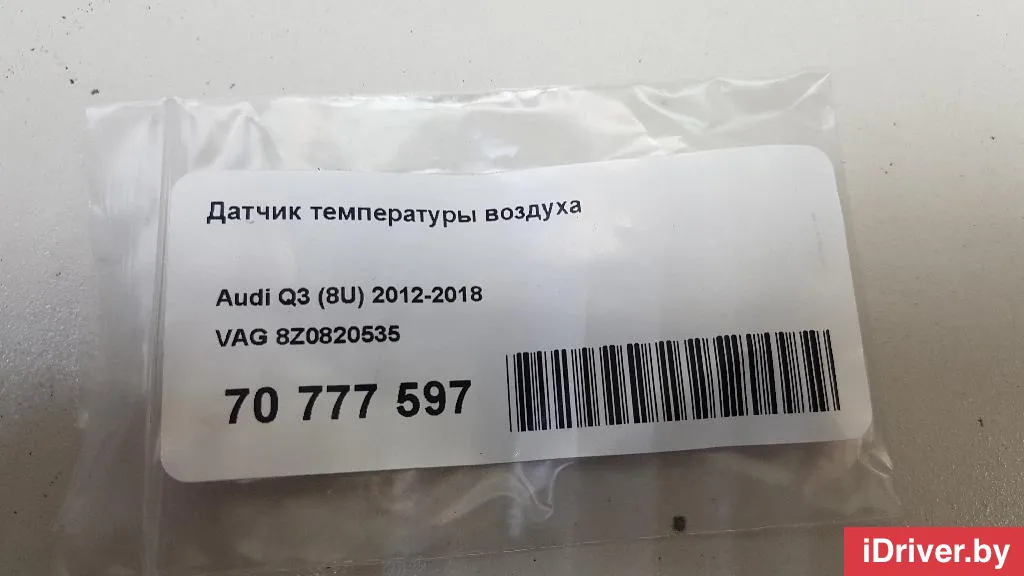 Датчик температуры воздуха
Audi Q3 (8U) 2012-2018
VAG 8Z0820535
70 777 597
iDriver.by